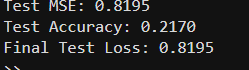 Test MSE: 0.8195
Test Accuracy: 0.2170
Final Test Loss: 0.8195
>>